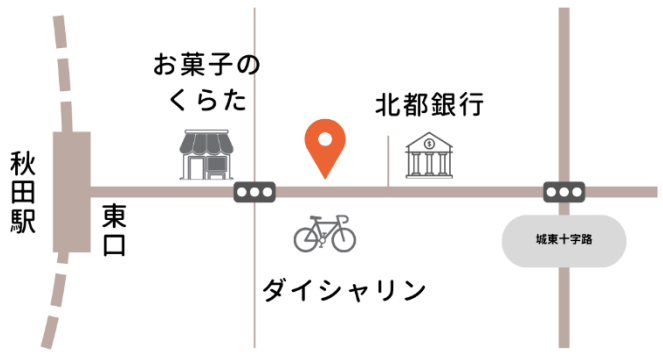 お菓子の
くらた
北都銀行
秋田駅
東口
城東十字路
ダイシャリン